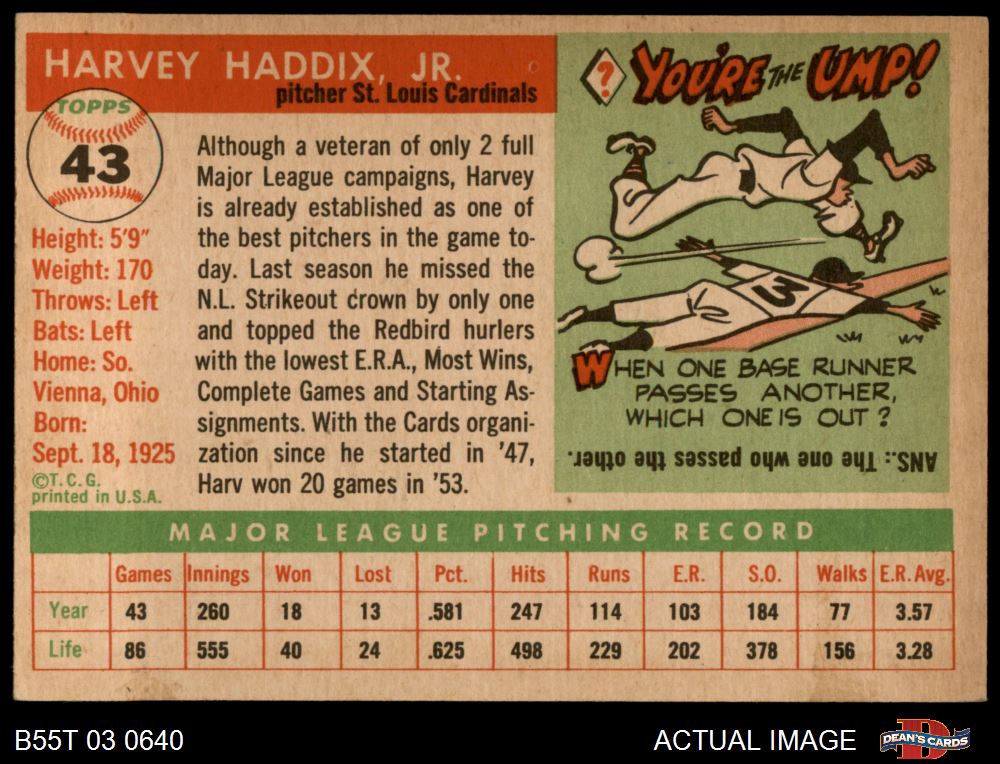 HARVEY HADDIX, JR.
pitcher St. Louis Cardinals
TOPPS
43
Height: 5'9"
Weight: 170
Throws: Left
Bats: Left
Home: So.
Vienna, Ohio
Born:
Sept. 18, 1925
©T.C.G.
printed in U.S.A.
Although a veteran of only 2 full
Major League campaigns, Harvey
is already established as one of
the best pitchers in the game to-
day. Last season he missed the
N.L. Strikeout crown by only one
and topped the Redbird hurlers
with the lowest E.R.A., Most Wins,
Complete Games and Starting As-
signments. With the Cards organi-
zation since he started in '47,
Harv won 20 games in '53.
? YOU'RE THE UMP!
3
WHEN ONE BASE RUNNER
PASSES ANOTHER,
WHICH ONE IS OUT?
ANS.: The one who passes the other.
MAJOR LEAGUE PITCHING RECORD
Games Innings Won Lost Pct. Hits Runs E.R. S.O. Walks E.R. Avg.
Year 43 260 18 13 .581 247 114 103 184 77 3.57
Life 86 555 40 24 .625 498 229 202 378 156 3.28
B55T 03 0640
ACTUAL IMAGE
D
DEAN'S CARDS